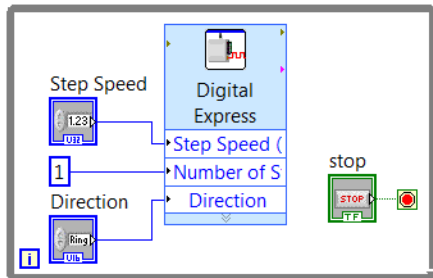 Step Speed
1.23
U32
Digital
Express
Step Speed (
Number of S
Direction
1
Direction
Ring
U16
stop
STOP
TF
i